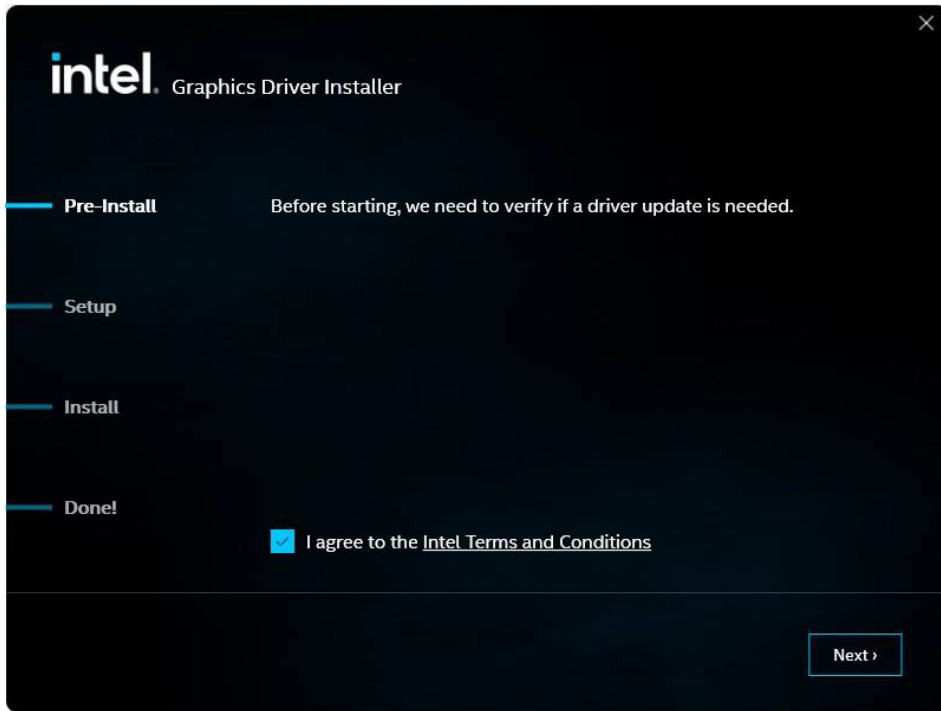 intel. Graphics Driver Installer
Pre-Install
Before starting, we need to verify if a driver update is needed.
Setup
Install
Done!
I agree to the Intel Terms and Conditions
Next ›